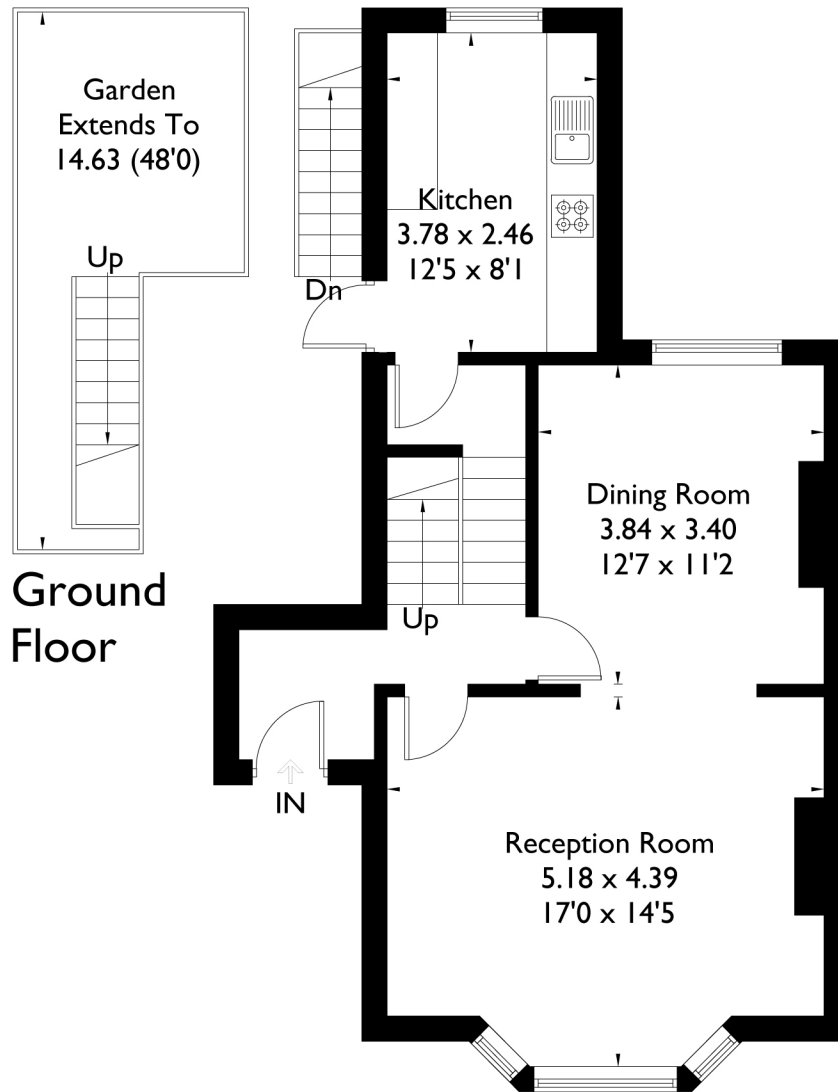 Garden
Extends To
14.63 (48'0)
Up
Ground
Floor
Kitchen
3.78 x 2.46
12'5 x 8'1
Dn
Dining Room
3.84 x 3.40
12'7 x 11'2
Up
IN
Reception Room
5.18 x 4.39
17'0 x 14'5